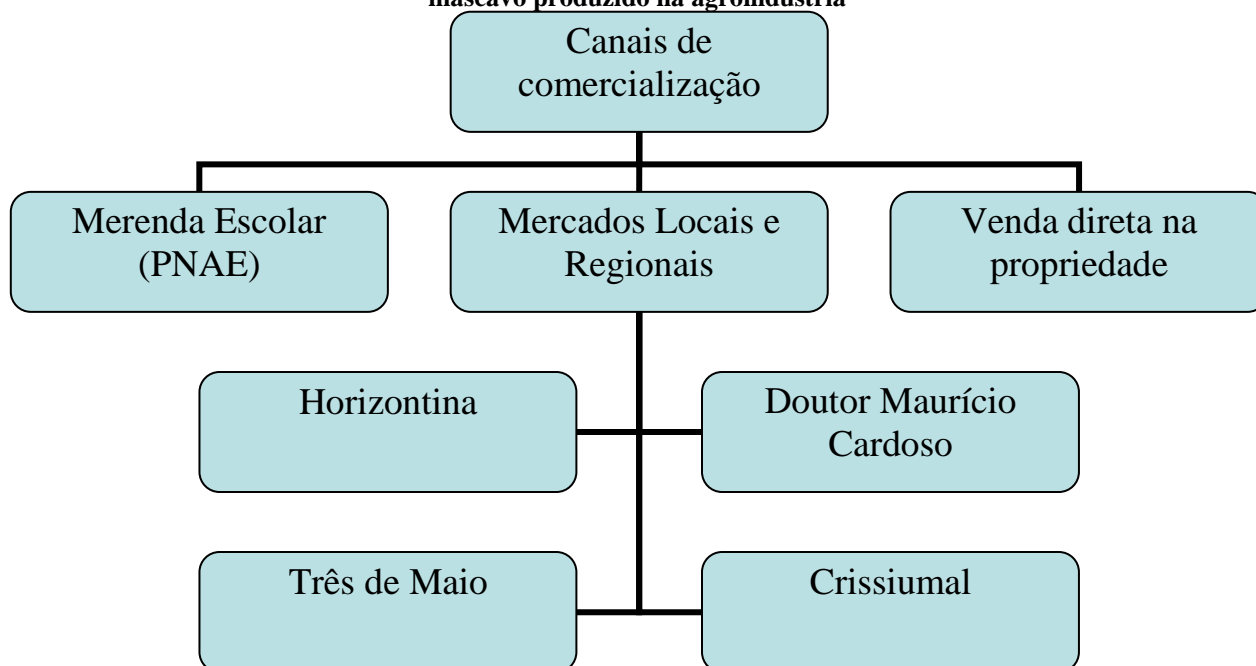 mascavo produzido na agroindústria
Canais de
comercialização
Merenda Escolar
(PNAE)
Mercados Locais e
Regionais
Venda direta na
propriedade
Horizontina
Doutor Maurício
Cardoso
Três de Maio
Crissiumal